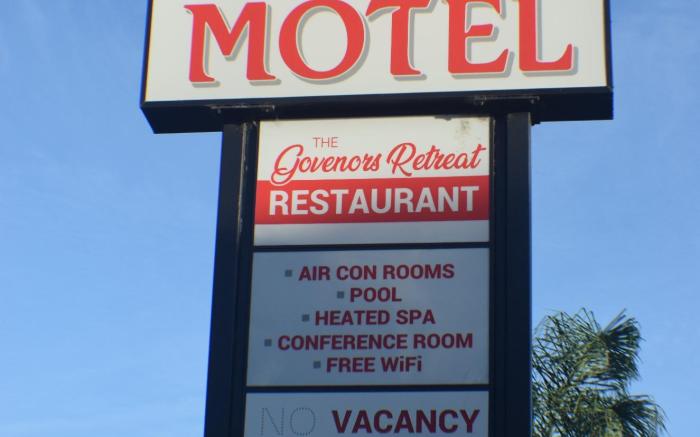 MOTEL
THE
Govenors Retreat
RESTAURANT
AIR CON ROOMS
POOL
HEATED SPA
CONFERENCE ROOM
FREE WiFi
NO VACANCY